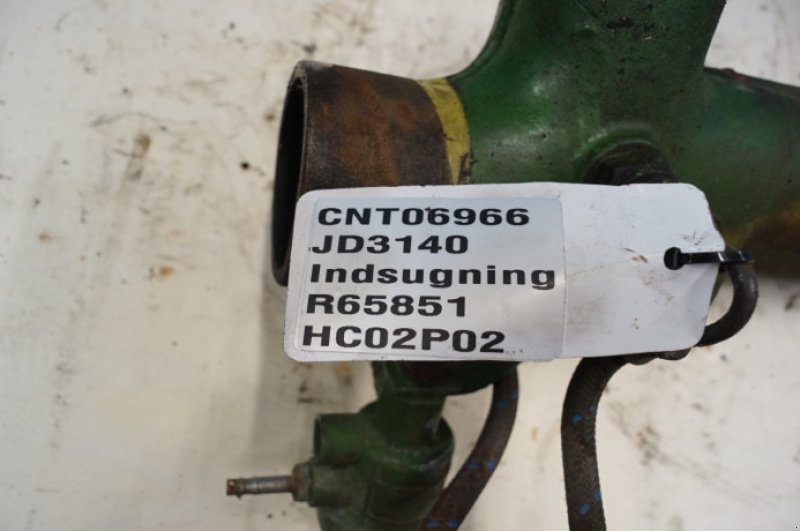 CNT06966
JD3140
Indsugning
R65851
HC02P02